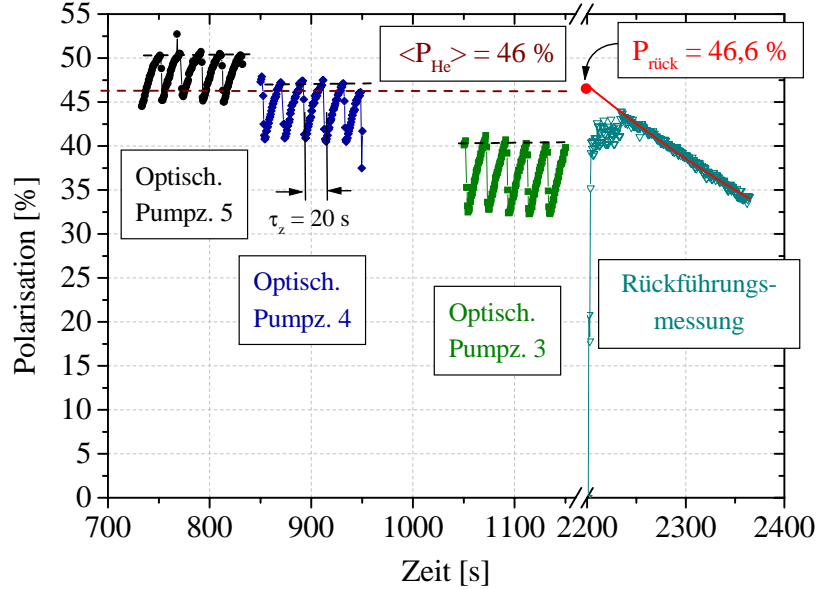 55
50
45
40
35
30
25
20
15
10
5
0
Polarisation [%]
<P_He> = 46 %
P_rück = 46,6 %
Optisch.
Pumpz. 5
τ_z = 20 s
Optisch.
Pumpz. 4
Optisch.
Pumpz. 3
Rückführungs-
messung
700 800 900 1000 1100 2200 2300 2400
Zeit [s]